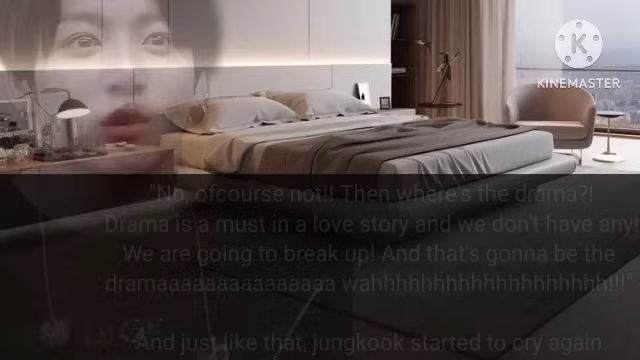 K
KINEMASTER
"No, ofcourse not!! Then where's the drama?!
Drama is a must in a love story and we don't have any!
We are going to break up! And that's gonna be the
dramaaaaaaaaaaaaaaaa wahhhhhhhhhhhhhhhhhhhh!!!"
And just like that, jungkook started to cry again.